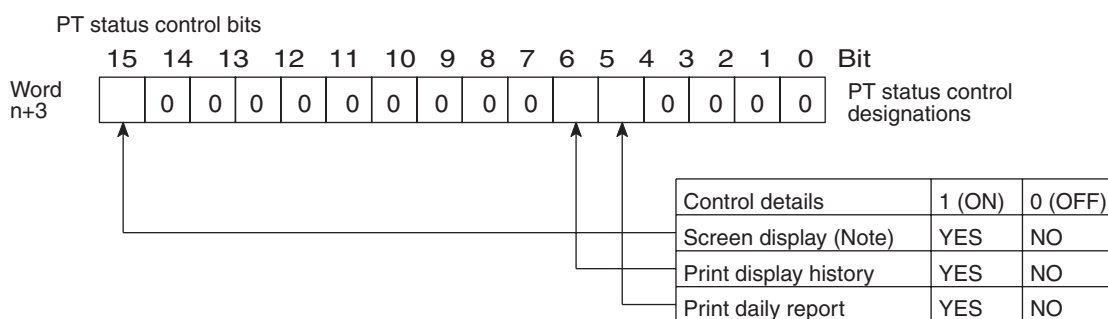 PT status control bits
15 14 13 12 11 10 9 8 7 6 5 4 3 2 1 0 Bit
Word
n+3
0 0 0 0 0 0 0 0 0 0 0 0
PT status control
designations
Control details 1 (ON) 0 (OFF)
Screen display (Note) YES NO
Print display history YES NO
Print daily report YES NO